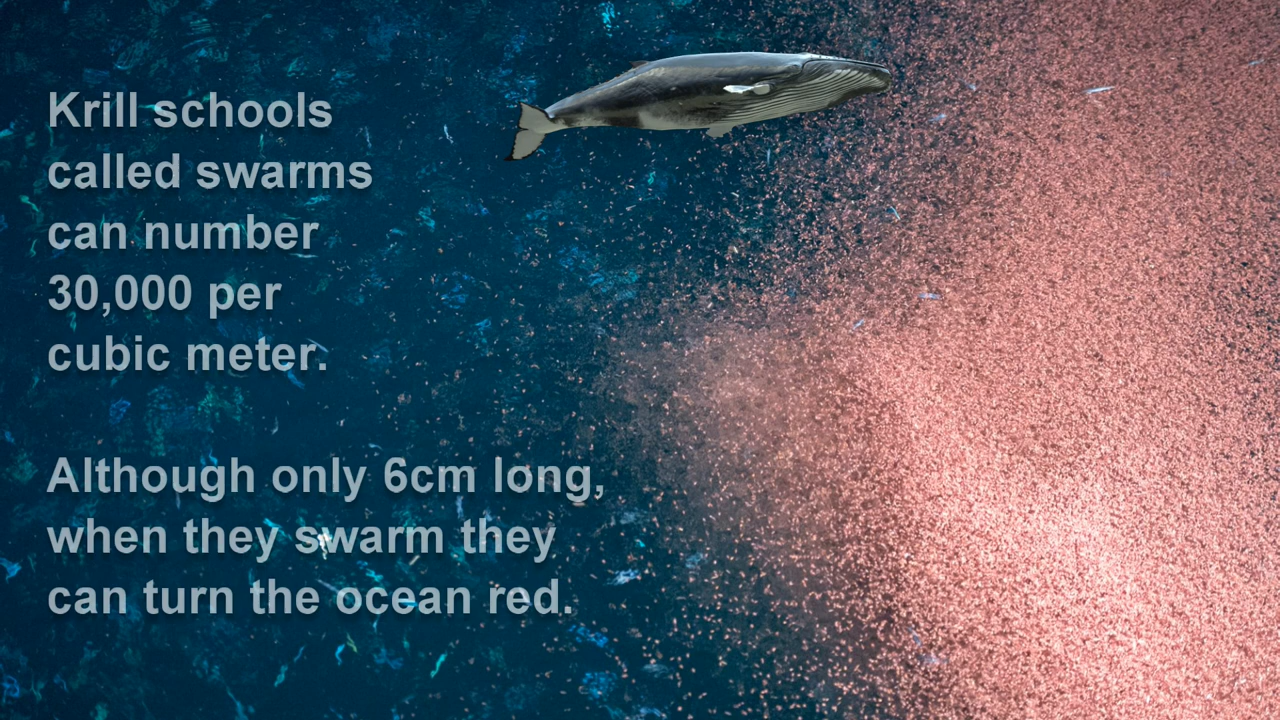 Krill schools
called swarms
can number
30,000 per
cubic meter.
Although only 6cm long,
when they swarm they
can turn the ocean red.